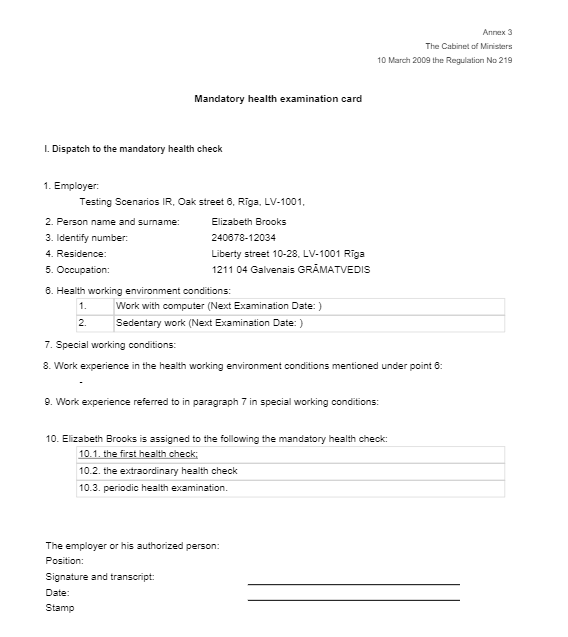 Annex 3
The Cabinet of Ministers
10 March 2009 the Regulation No 219
Mandatory health examination card
I. Dispatch to the mandatory health check
1. Employer:
Testing Scenarios IR, Oak street 6, Rīga, LV-1001,
2. Person name and surname: Elizabeth Brooks
3. Identify number: 240678-12034
4. Residence: Liberty street 10-28, LV-1001 Rīga
5. Occupation: 1211 04 Galvenais GRĀMATVEDIS
6. Health working environment conditions:
1. Work with computer (Next Examination Date: )
2. Sedentary work (Next Examination Date: )
7. Special working conditions:
8. Work experience in the health working environment conditions mentioned under point 6:
-
9. Work experience referred to in paragraph 7 in special working conditions:
10. Elizabeth Brooks is assigned to the following the mandatory health check:
10.1. the first health check;
10.2. the extraordinary health check
10.3. periodic health examination.
The employer or his authorized person:
Position:
Signature and transcript:
Date:
Stamp